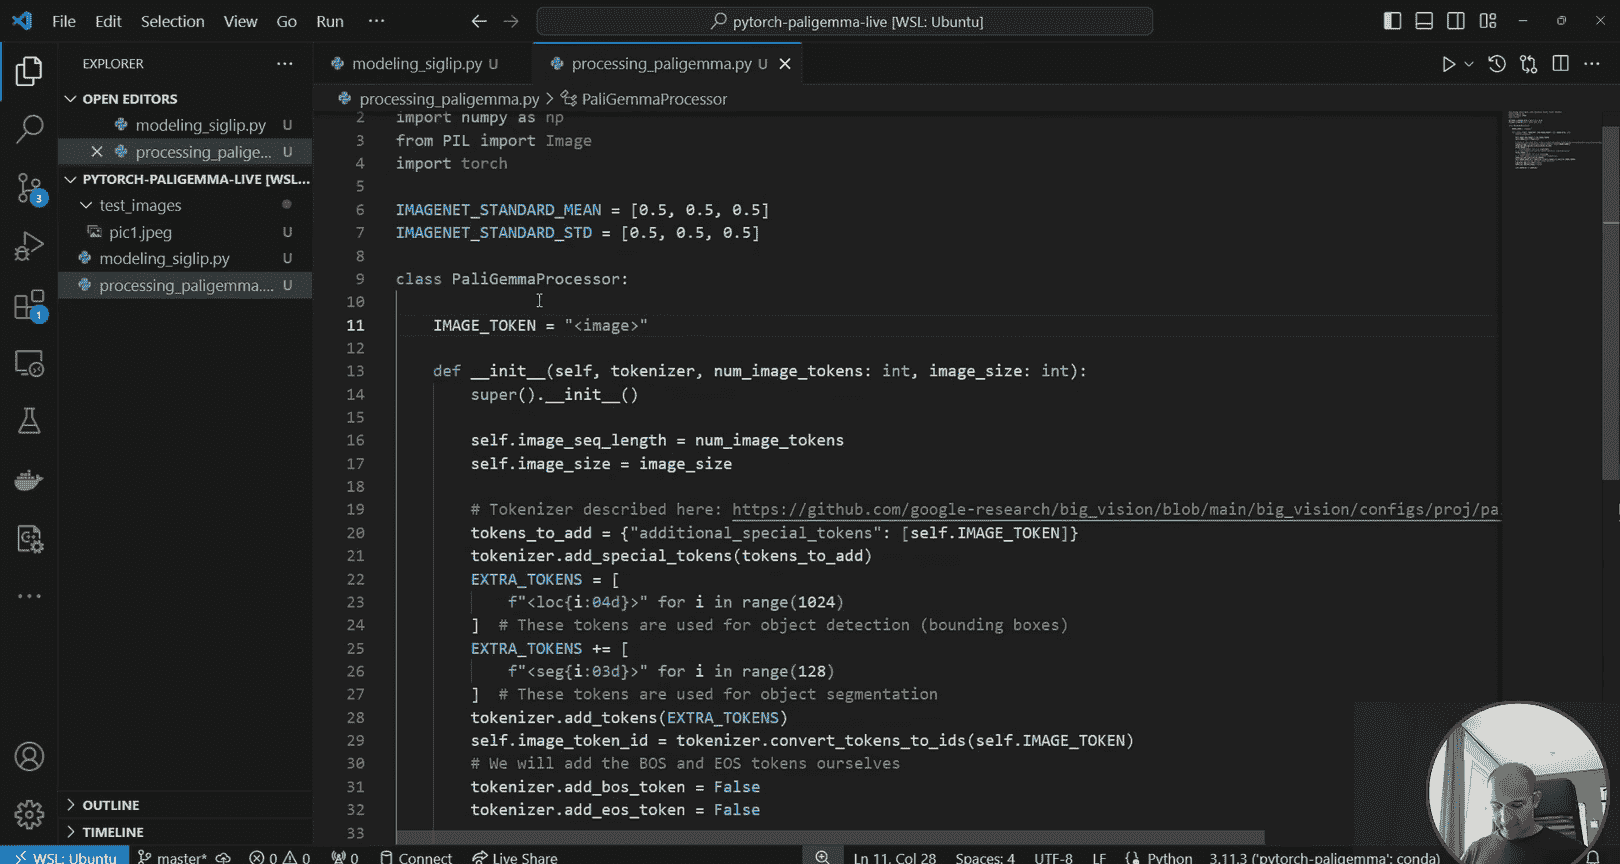 File Edit Selection View Go Run ···
pytorch-paligemma-live [WSL: Ubuntu]
EXPLORER
OPEN EDITORS
modeling_siglip.py U
processing_palige... U
PYTORCH-PALIGEMMA-LIVE [WSL...
test_images
pic1.jpeg U
modeling_siglip.py U
processing_paligemma.... U
OUTLINE
TIMELINE
3
1
modeling_siglip.py U
processing_paligemma.py U
processing_paligemma.py > PaliGemmaProcessor
2 import numpy as np
3 from PIL import Image
4 import torch
5
6 IMAGENET_STANDARD_MEAN = [0.5, 0.5, 0.5]
7 IMAGENET_STANDARD_STD = [0.5, 0.5, 0.5]
8
9 class PaliGemmaProcessor:
10
11 IMAGE_TOKEN = "<image>"
12
13 def __init__(self, tokenizer, num_image_tokens: int, image_size: int):
14 super().__init__()
15
16 self.image_seq_length = num_image_tokens
17 self.image_size = image_size
18
19 # Tokenizer described here: https://github.com/google-research/big_vision/blob/main/big_vision/configs/proj/pa
20 tokens_to_add = {"additional_special_tokens": [self.IMAGE_TOKEN]}
21 tokenizer.add_special_tokens(tokens_to_add)
22 EXTRA_TOKENS = [
23 f"<loc{i:04d}>" for i in range(1024)
24 ] # These tokens are used for object detection (bounding boxes)
25 EXTRA_TOKENS += [
26 f"<seg{i:03d}>" for i in range(128)
27 ] # These tokens are used for object segmentation
28 tokenizer.add_tokens(EXTRA_TOKENS)
29 self.image_token_id = tokenizer.convert_tokens_to_ids(self.IMAGE_TOKEN)
30 # We will add the BOS and EOS tokens ourselves
31 tokenizer.add_bos_token = False
32 tokenizer.add_eos_token = False
33
WSL: Ubuntu master* 0 0 0 Connect Live Share Ln 11, Col 28 Spaces: 4 UTF-8 LF Python 3.11.3 ('pytorch-paligemma': conda)